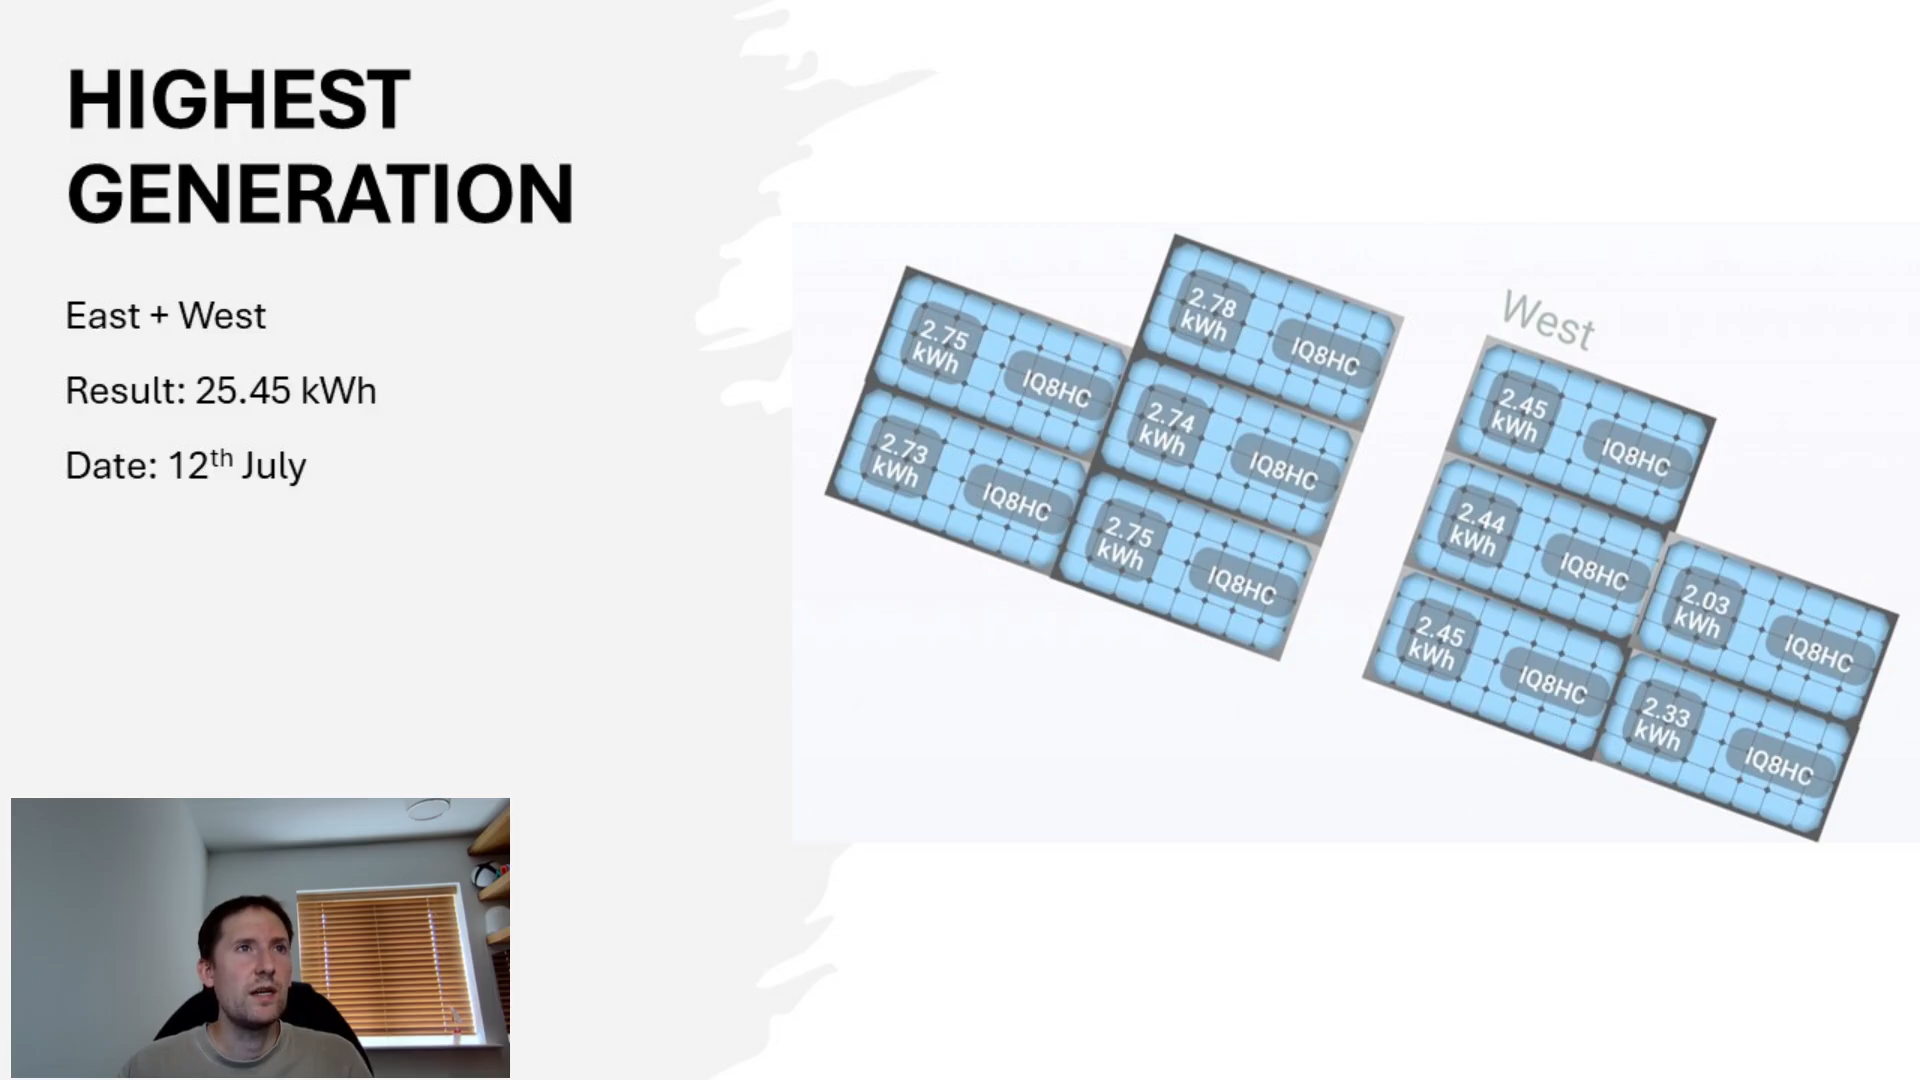 HIGHEST
GENERATION
East + West
Result: 25.45 kWh
Date: 12th July
2.75
kWh
IQ8HC
2.73
kWh
IQ8HC
2.78
kWh
IQ8HC
2.74
kWh
IQ8HC
2.75
kWh
IQ8HC
West
2.45
kWh
IQ8HC
2.44
kWh
IQ8HC
2.45
kWh
IQ8HC
2.03
kWh
IQ8HC
2.33
kWh
IQ8HC